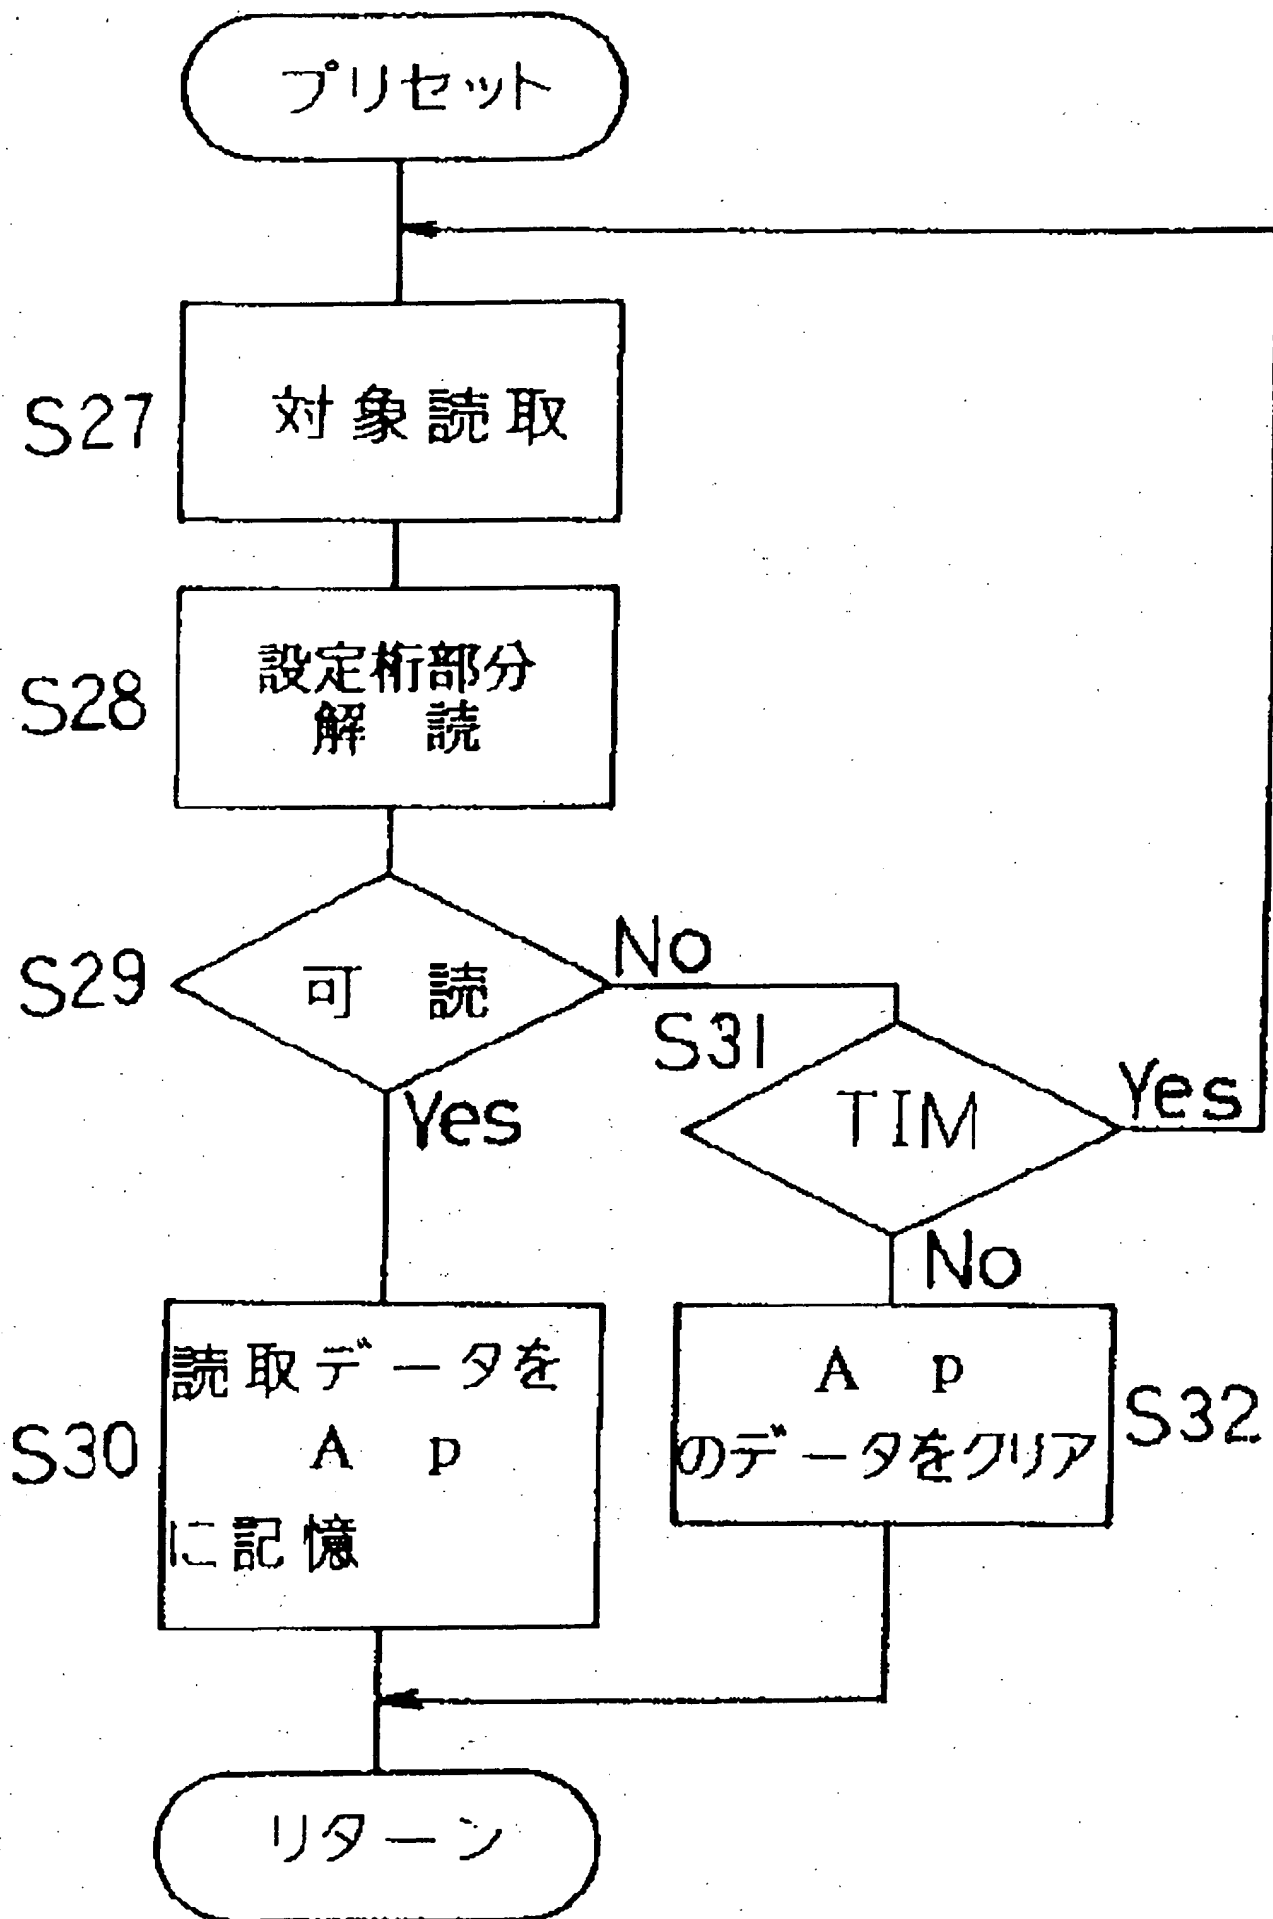 プリセット
S27
対象読取
S28
設定桁部分
解読
S29
可読
No
Yes
S31
TIM
Yes
No
S30
読取データを
Ap
に記憶
Ap
のデータをクリア
S32
リターン